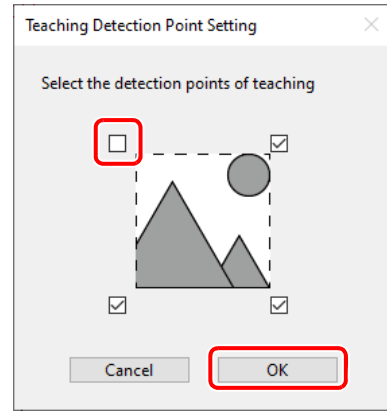 Teaching Detection Point Setting
Select the detection points of teaching
Cancel OK